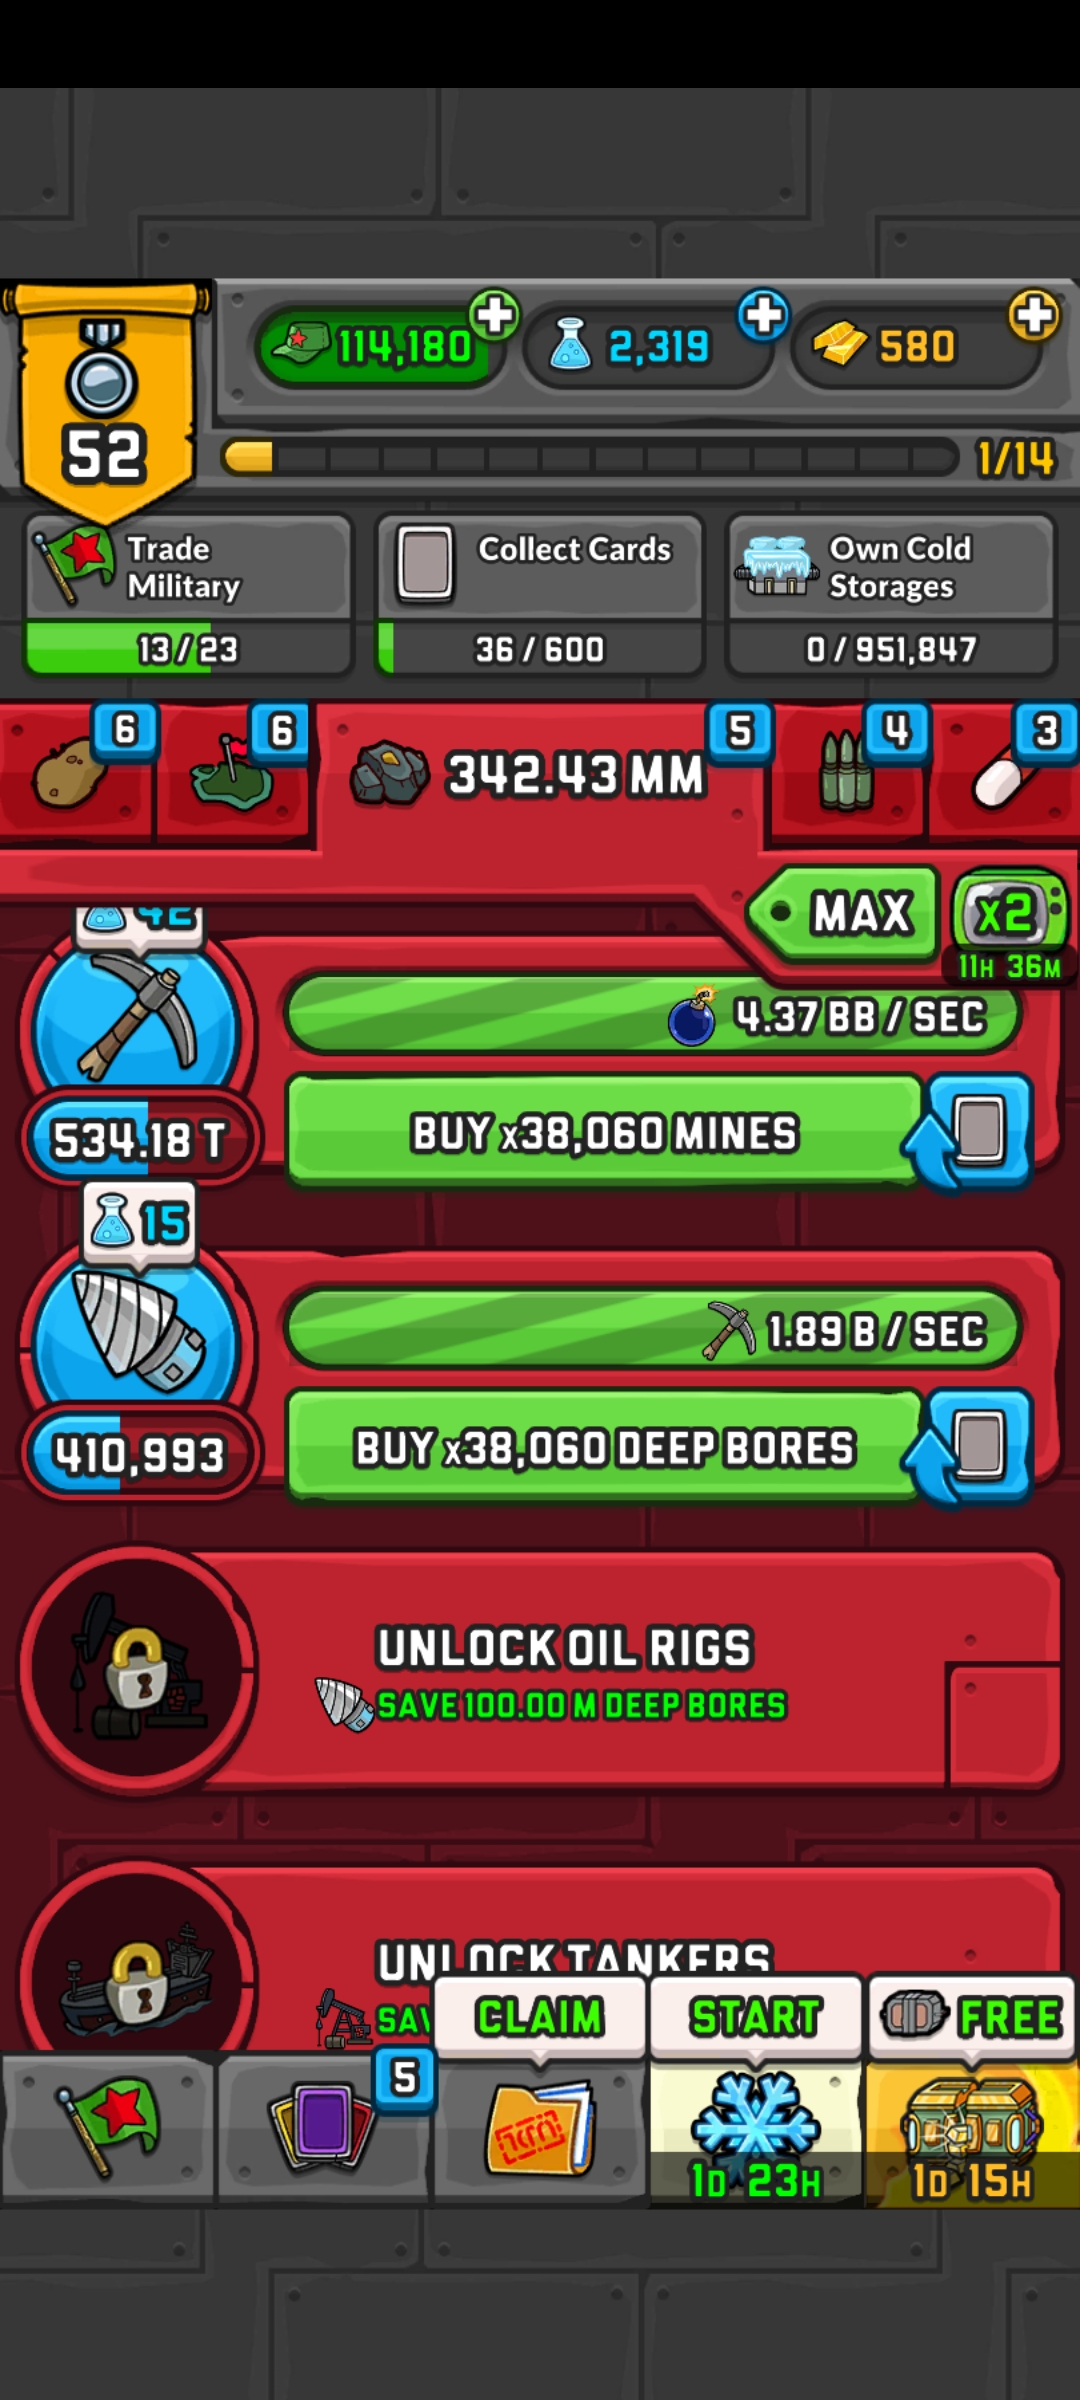 114,180
2,319
580
52
1/14
Trade Military
13/23
Collect Cards
36/600
Own Cold Storages
0/951,847
6
6
342.43 MM
5
4
3
MAX
x2
11H 36M
42
4.37 BB / SEC
534.18 T
BUY x38,060 MINES
15
1.89 B / SEC
410,993
BUY x38,060 DEEP BORES
UNLOCK OIL RIGS
SAVE 100.00 M DEEP BORES
UNLOCK TANKERS
SAV
CLAIM
START
FREE
5
1D 23H
1D 15H